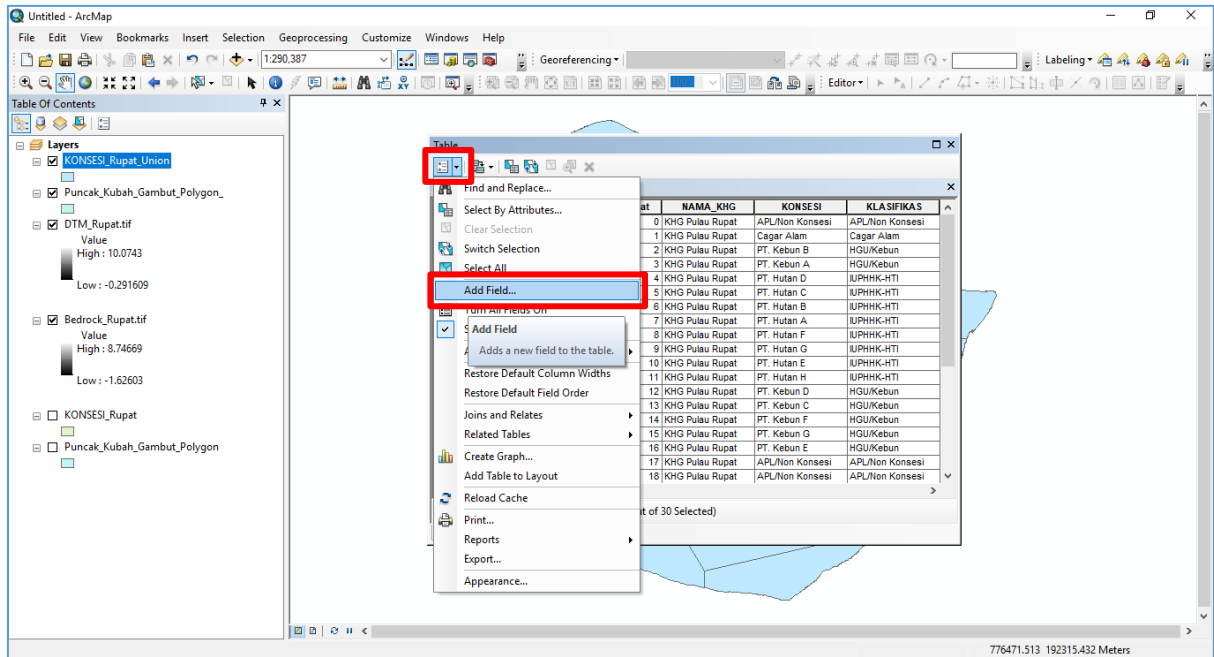 Untitled - ArcMap
File Edit View Bookmarks Insert Selection Geoprocessing Customize Windows Help
1:290,387
Georeferencing
Labeling
Editor
Table Of Contents
Layers
KONSESI_Rupat_Union
Puncak_Kubah_Gambut_Polygon_
DTM_Rupat.tif
Value
High : 10.0743
Low : -0.291609
Bedrock_Rupat.tif
Value
High : 8.74669
Low : -1.62603
KONSESI_Rupat
Puncak_Kubah_Gambut_Polygon
Table
Find and Replace...
Select By Attributes...
Clear Selection
Switch Selection
Select All
Add Field...
Turn All Fields On
Add Field
Adds a new field to the table.
Restore Default Column Widths
Restore Default Field Order
Joins and Relates
Related Tables
Create Graph...
Add Table to Layout
Reload Cache
Print...
Reports
Export...
Appearance...
at NAMA_KHG KONSESI KLASIFIKAS
0 KHG Pulau Rupat APL/Non Konsesi APL/Non Konsesi
1 KHG Pulau Rupat Cagar Alam Cagar Alam
2 KHG Pulau Rupat PT. Kebun B HGU/Kebun
3 KHG Pulau Rupat PT. Kebun A HGU/Kebun
4 KHG Pulau Rupat PT. Hutan D IUPHHK-HTI
5 KHG Pulau Rupat PT. Hutan C IUPHHK-HTI
6 KHG Pulau Rupat PT. Hutan B IUPHHK-HTI
7 KHG Pulau Rupat PT. Hutan A IUPHHK-HTI
8 KHG Pulau Rupat PT. Hutan F IUPHHK-HTI
9 KHG Pulau Rupat PT. Hutan G IUPHHK-HTI
10 KHG Pulau Rupat PT. Hutan E IUPHHK-HTI
11 KHG Pulau Rupat PT. Hutan H IUPHHK-HTI
12 KHG Pulau Rupat PT. Kebun D HGU/Kebun
13 KHG Pulau Rupat PT. Kebun C HGU/Kebun
14 KHG Pulau Rupat PT. Kebun F HGU/Kebun
15 KHG Pulau Rupat PT. Kebun G HGU/Kebun
16 KHG Pulau Rupat PT. Kebun E HGU/Kebun
17 KHG Pulau Rupat APL/Non Konsesi APL/Non Konsesi
18 KHG Pulau Rupat APL/Non Konsesi APL/Non Konsesi
of 30 Selected)
776471.513 192315.432 Meters